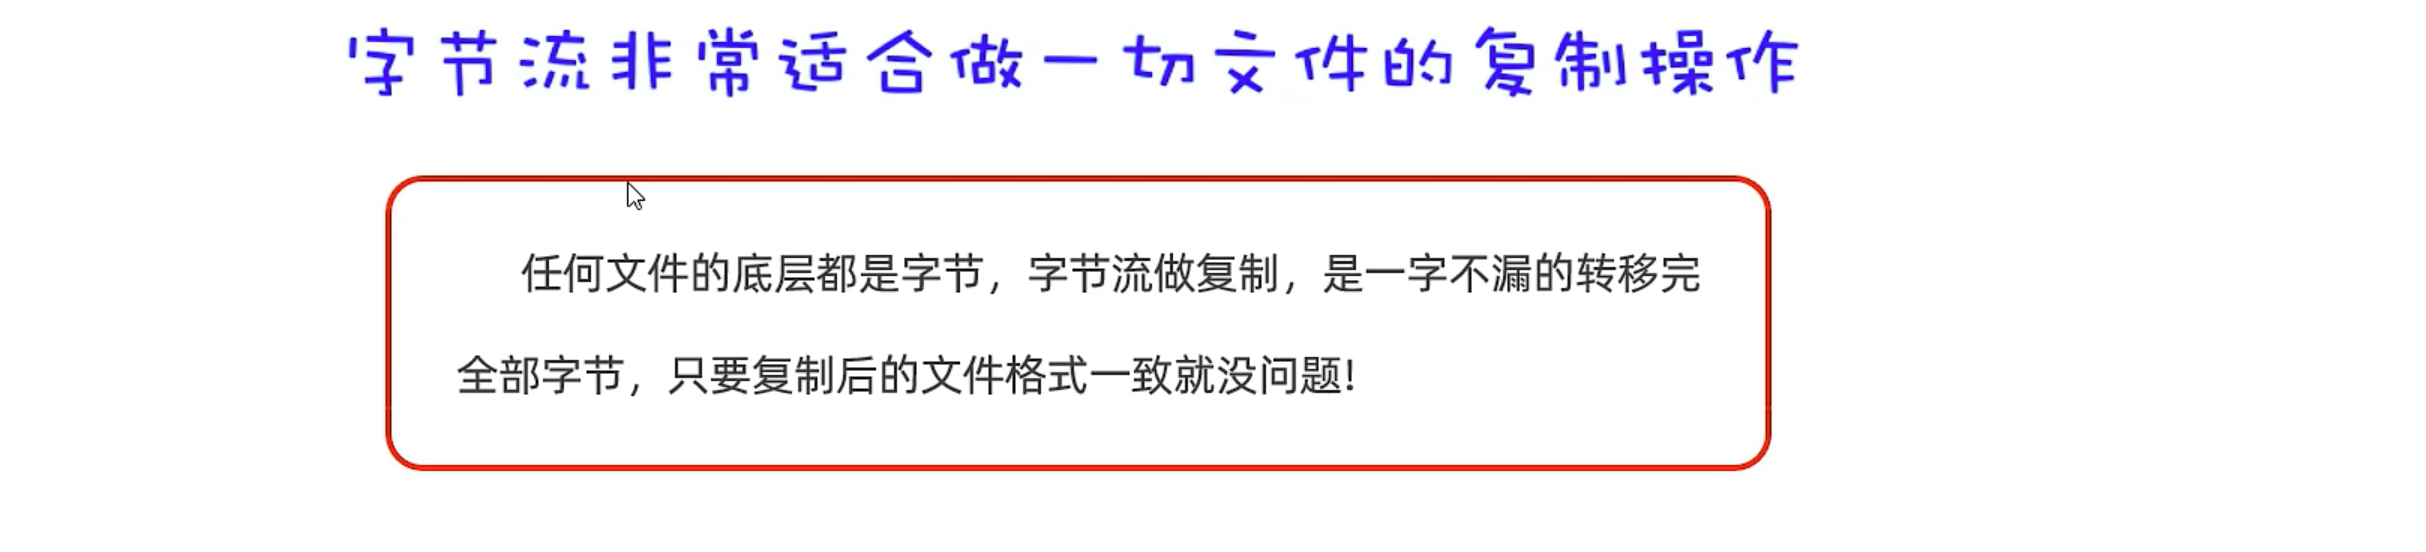 字节流非常适合做一切文件的复制操作
任何文件的底层都是字节，字节流做复制，是一字不漏的转移完
全部字节，只要复制后的文件格式一致就没问题!